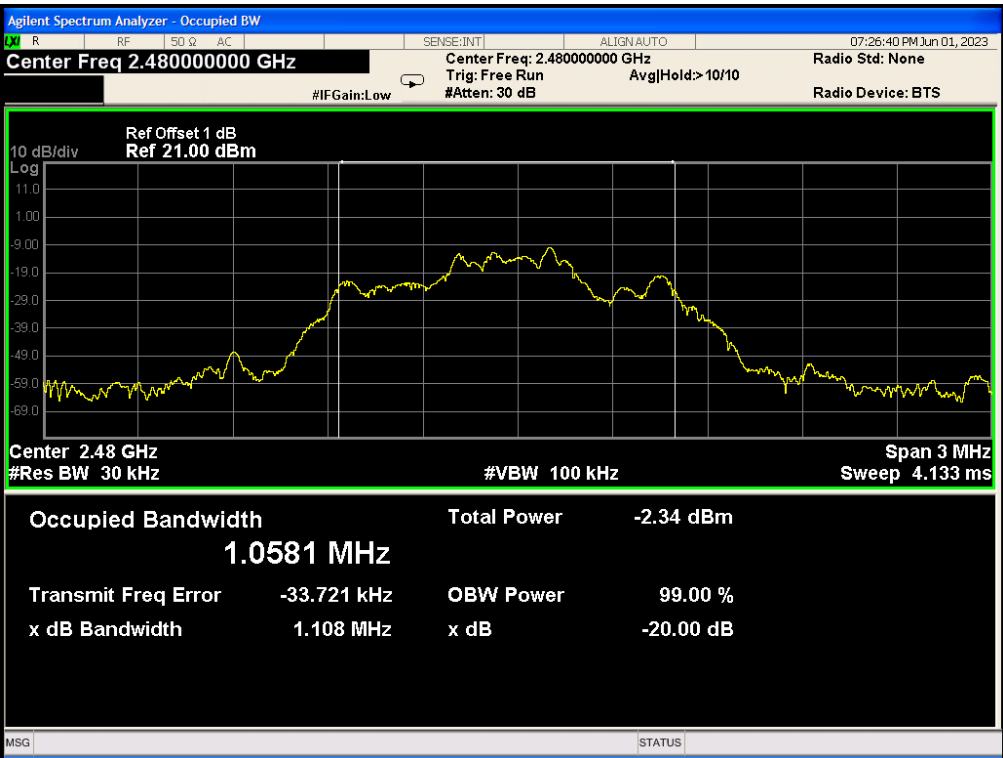 Agilent Spectrum Analyzer - Occupied BW
LXI R RF 50 Ω AC SENSE:INT ALIGNAUTO 07:26:40 PM Jun 01, 2023
Center Freq 2.480000000 GHz
Center Freq: 2.480000000 GHz
Radio Std: None
Trig: Free Run Avg|Hold:> 10/10
#IFGain:Low
#Atten: 30 dB
Radio Device: BTS
Ref Offset 1 dB
10 dB/div Ref 21.00 dBm
Log
11.0
1.00
-9.00
-19.0
-29.0
-39.0
-49.0
-59.0
-69.0
Center 2.48 GHz Span 3 MHz
#Res BW 30 kHz #VBW 100 kHz Sweep 4.133 ms
Occupied Bandwidth Total Power -2.34 dBm
1.0581 MHz
Transmit Freq Error -33.721 kHz OBW Power 99.00 %
x dB Bandwidth 1.108 MHz x dB -20.00 dB
MSG STATUS